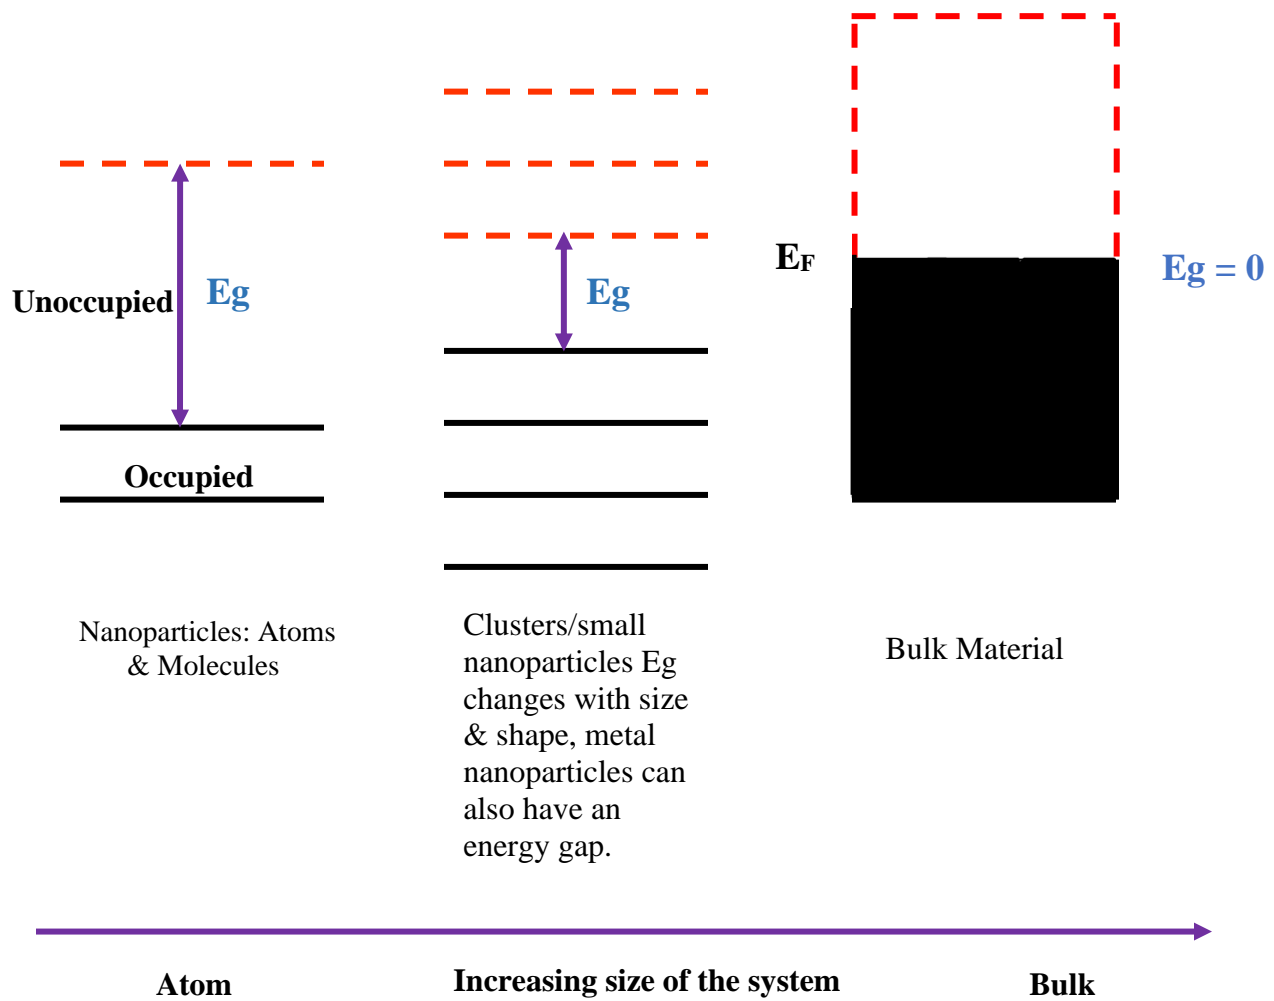 E_F
Eg = 0
Unoccupied
Eg
Eg
Occupied
Nanoparticles: Atoms
& Molecules
Clusters/small
nanoparticles Eg
changes with size
& shape, metal
nanoparticles can
also have an
energy gap.
Bulk Material
Atom
Increasing size of the system
Bulk